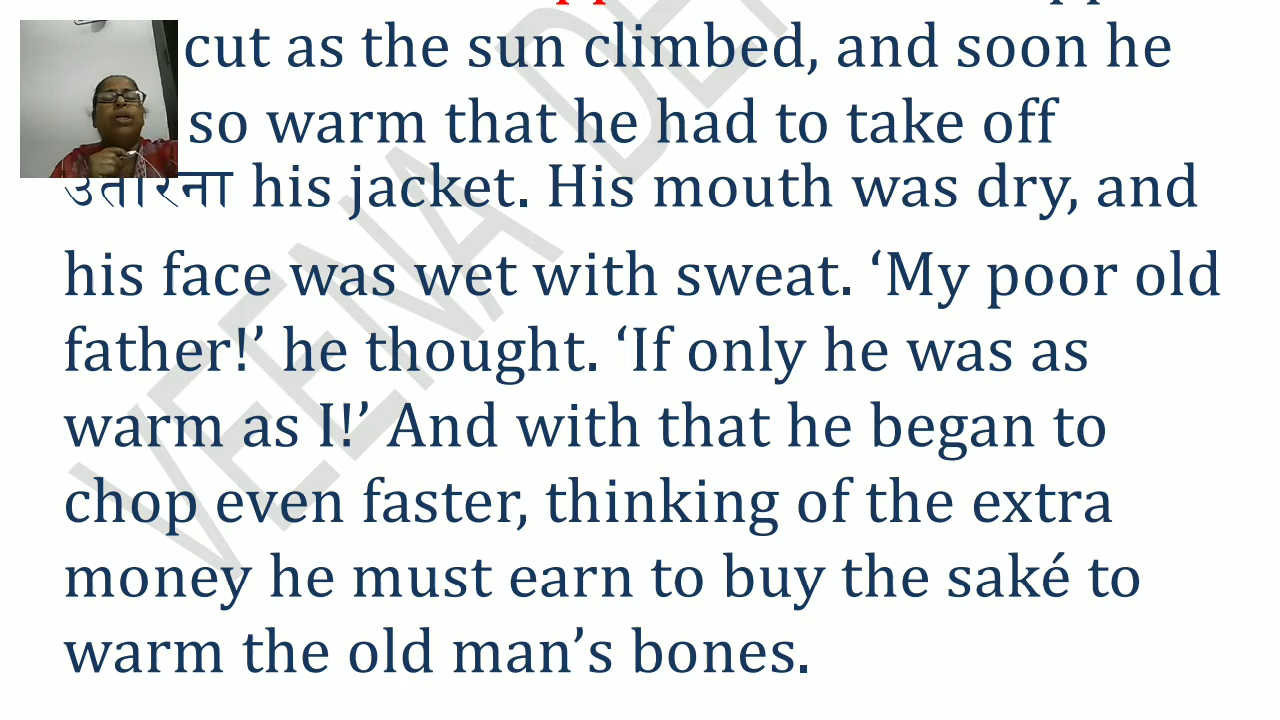 cut as the sun climbed, and soon he
so warm that he had to take off
उतारना his jacket. His mouth was dry, and
his face was wet with sweat. ‘My poor old
father!’ he thought. ‘If only he was as
warm as I!’ And with that he began to
chop even faster, thinking of the extra
money he must earn to buy the saké to
warm the old man’s bones.
VEENA DE